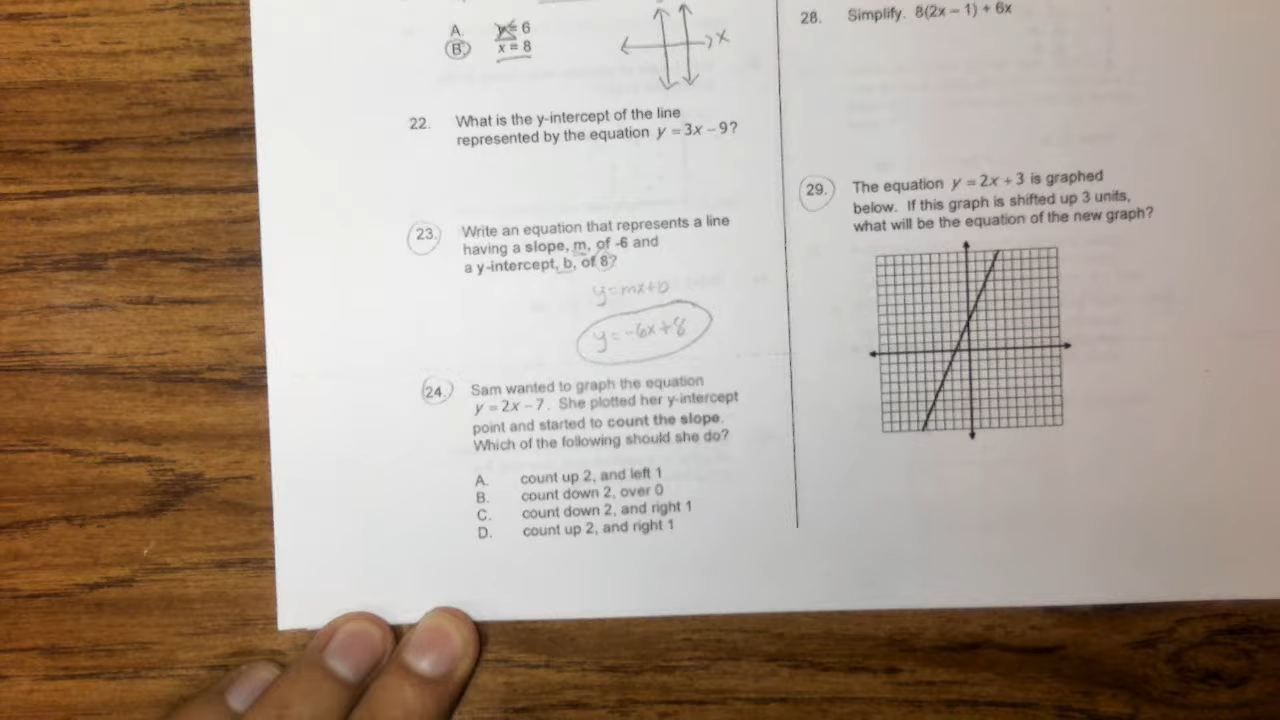 A. y = 6
B. x = 8
x
22. What is the y-intercept of the line
represented by the equation y = 3x - 9?
23. Write an equation that represents a line
having a slope, m, of -6 and
a y-intercept, b, of 8?
y=mx+b
y=-6x+8
24. Sam wanted to graph the equation
y = 2x - 7. She plotted her y-intercept
point and started to count the slope.
Which of the following should she do?
A. count up 2, and left 1
B. count down 2, over 0
C. count down 2, and right 1
D. count up 2, and right 1
28. Simplify. 8(2x - 1) + 6x
29. The equation y = 2x + 3 is graphed
below. If this graph is shifted up 3 units,
what will be the equation of the new graph?